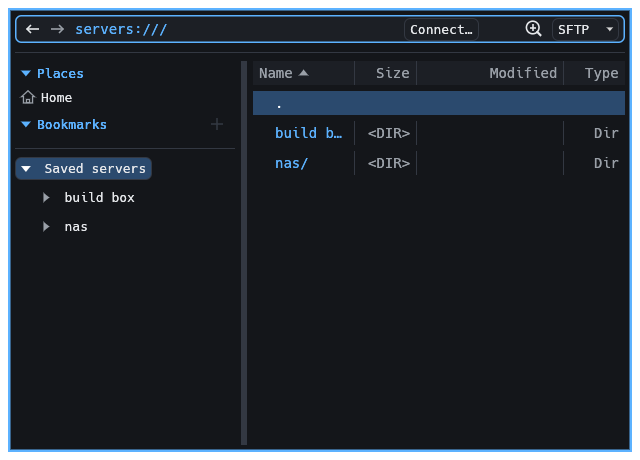 servers:/// Connect… SFTP
Places
Home
Bookmarks
Saved servers
build box
nas
Name Size Modified Type
.
build b… <DIR> Dir
nas/ <DIR> Dir